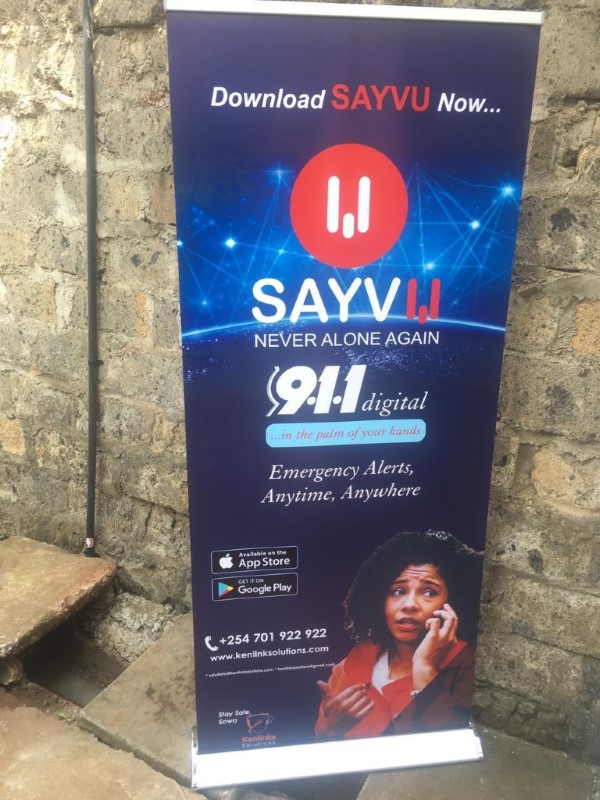 Download SAYVU Now...
SAYVU
NEVER ALONE AGAIN
911 digital
...in the palm of your hands
Emergency Alerts,
Anytime, Anywhere
Available on the
App Store
GET IT ON
Google Play
+254 701 922 922
www.kenlinksolutions.com
Stay Safe
Sawa
Kenlinks
Solutions